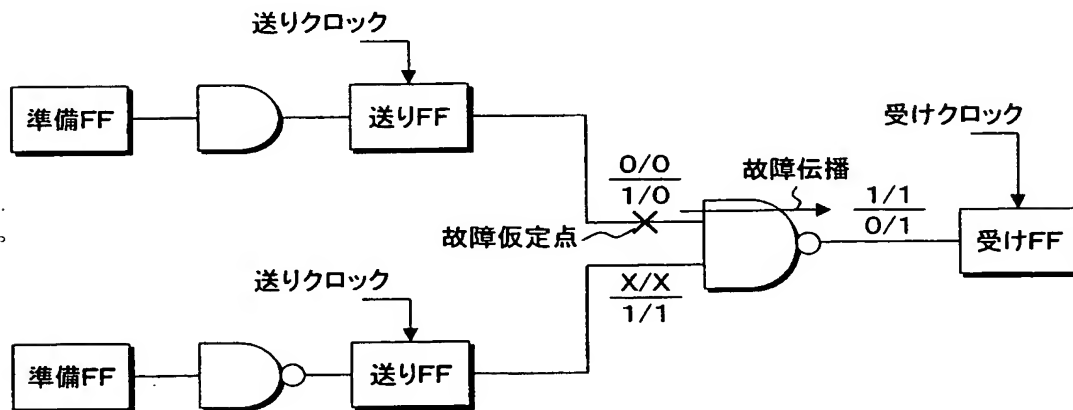 送りクロック
準備FF
送りFF
受けクロック
0/0
1/0
故障伝播
1/1
0/1
故障仮定点
受けFF
。
送りクロック
X/X
1/1
準備FF
送りFF